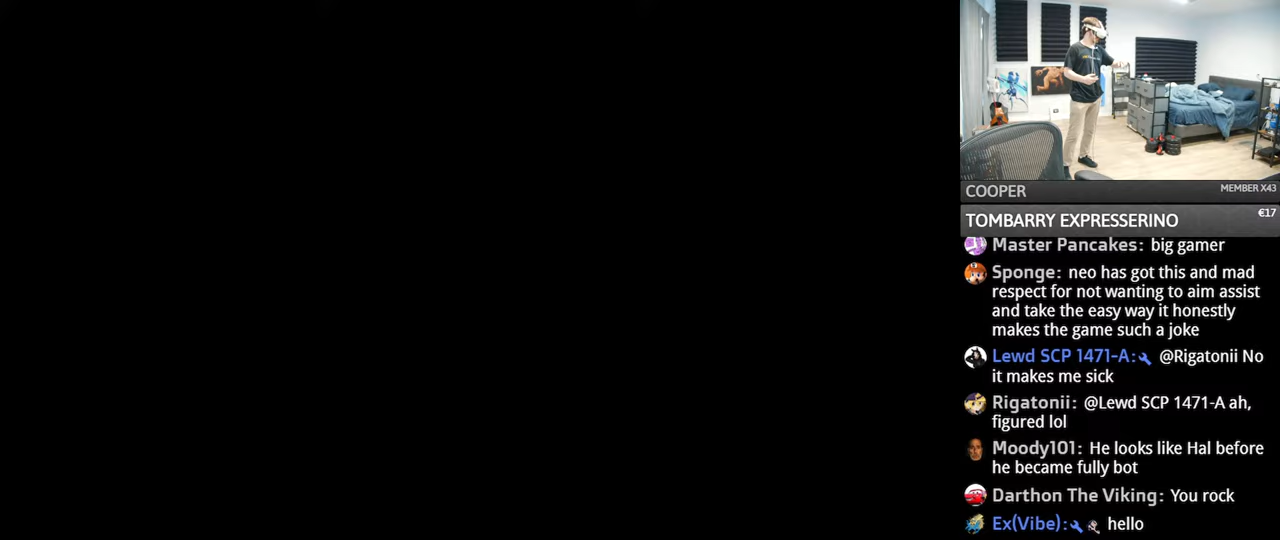 COOPER
MEMBER X43
TOMBARRY EXPRESSERINO
€17
Master Pancakes: big gamer
Sponge: neo has got this and mad
respect for not wanting to aim assist
and take the easy way it honestly
makes the game such a joke
Lewd SCP 1471-A: @Rigatonii No
it makes me sick
Rigatonii: @Lewd SCP 1471-A ah,
figured lol
Moody101: He looks like Hal before
he became fully bot
Darthon The Viking: You rock
Ex(Vibe): hello